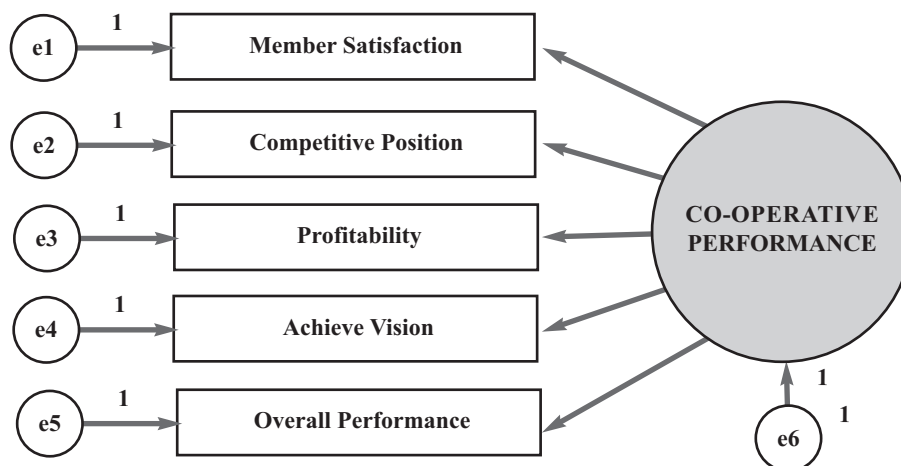 1
e1
Member Satisfaction
1
e2
Competitive Position
1
e3
Profitability
1
e4
Achieve Vision
1
e5
Overall Performance
CO-OPERATIVE
PERFORMANCE
1
1
e6